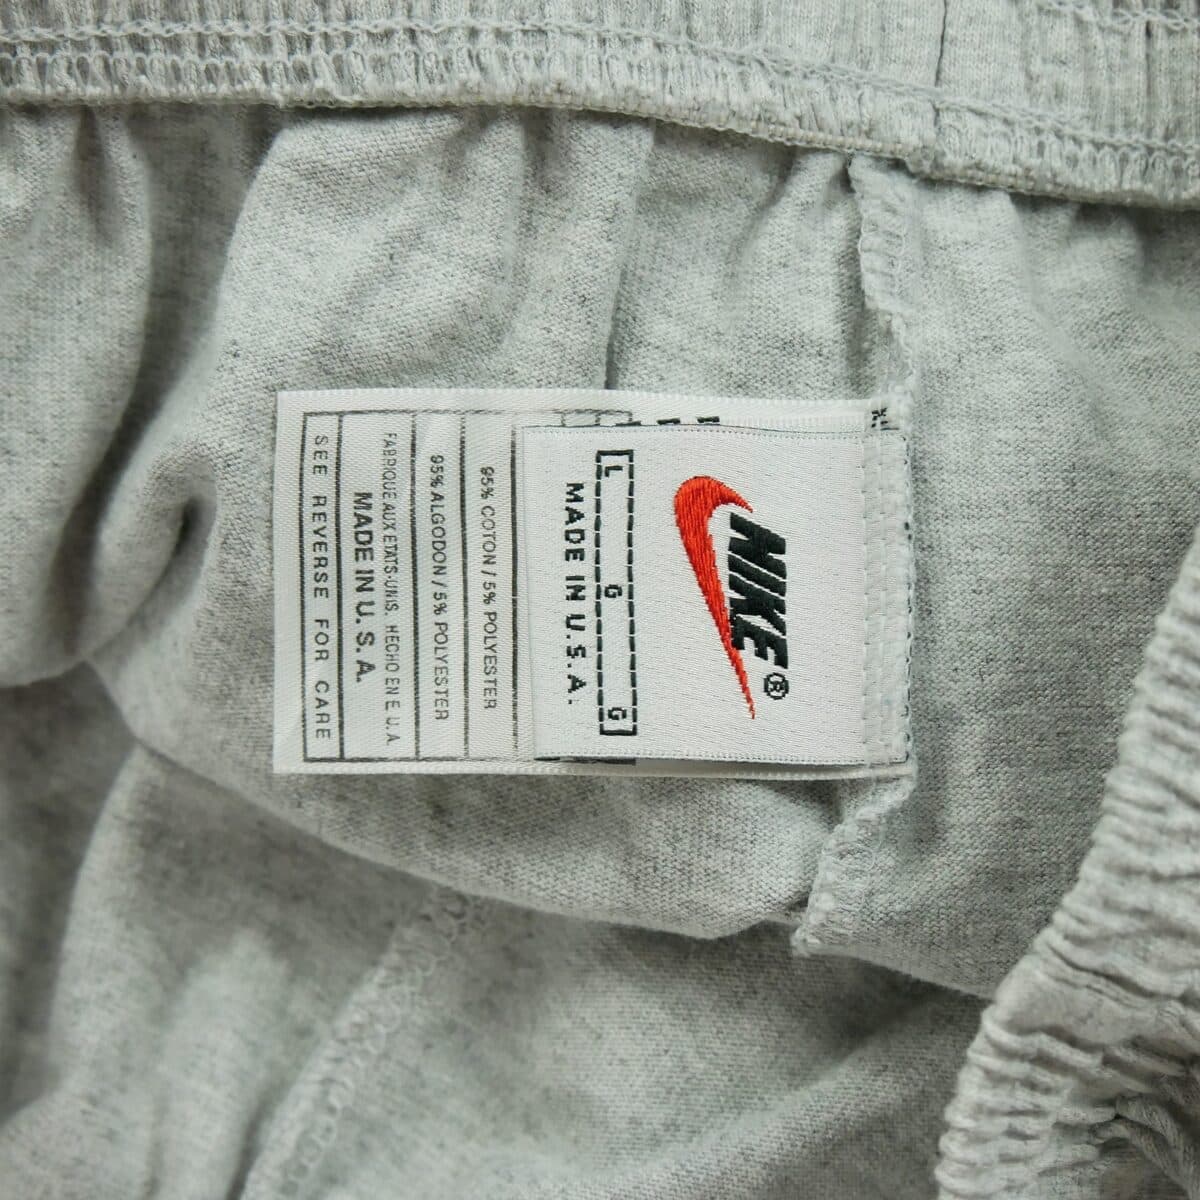 NIKE®
L G G
MADE IN U.S.A.
95% COTON / 5% POLYESTER
95% ALGODON / 5% POLYESTER
FABRIQUE AUX ETATS-UNIS. HECHO EN E.U.A.
MADE IN U.S.A.
SEE REVERSE FOR CARE